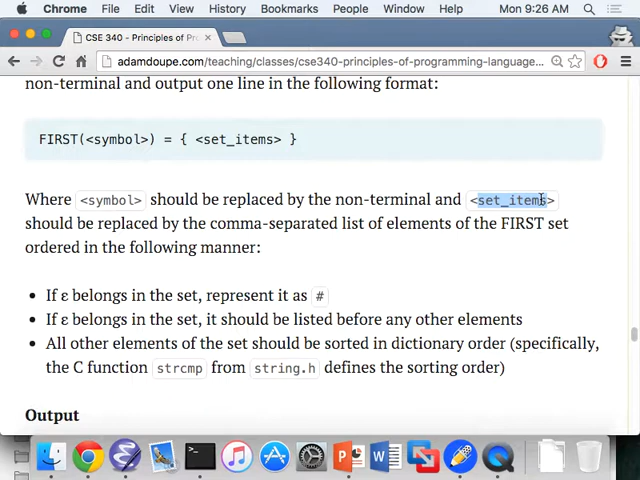 Chrome File Edit View History Bookmarks People Window Help Mon 9:26 AM
CSE 340 - Principles of Pr
adamdoupe.com/teaching/classes/cse340-principles-of-programming-language...
non-terminal and output one line in the following format:
FIRST(<symbol>) = { <set_items> }
Where <symbol> should be replaced by the non-terminal and <set_items>
should be replaced by the comma-separated list of elements of the FIRST set
ordered in the following manner:
• If ε belongs in the set, represent it as #
• If ε belongs in the set, it should be listed before any other elements
• All other elements of the set should be sorted in dictionary order (specifically,
the C function strcmp from string.h defines the sorting order)
Output